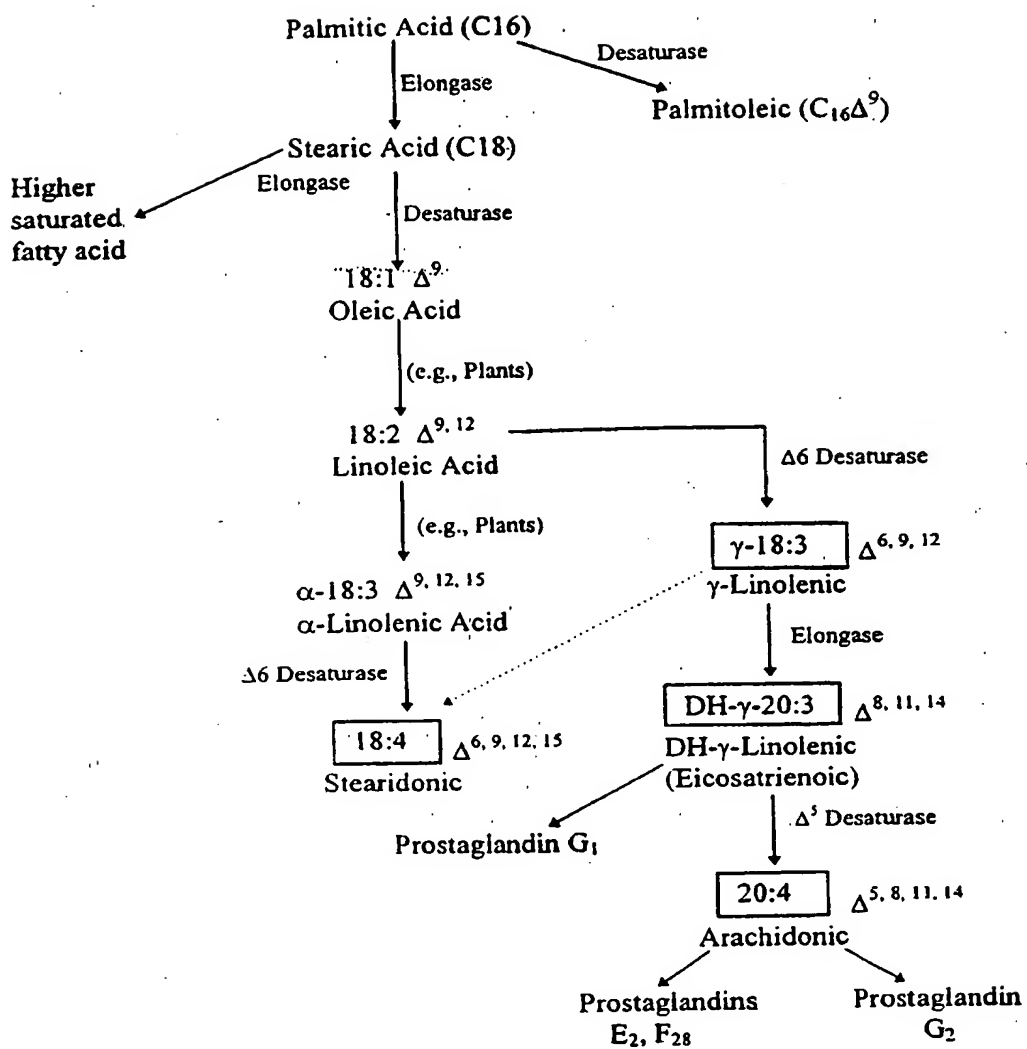 Palmitic Acid (C16)
Desaturase
Elongase
Palmitoleic (C₁₆Δ⁹)
Stearic Acid (C18)
Elongase
Higher
saturated
fatty acid
Desaturase
18:1 Δ⁹
Oleic Acid
(e.g., Plants)
18:2 Δ⁹, ¹²
Linoleic Acid
Δ6 Desaturase
(e.g., Plants)
γ-18:3 Δ⁶, ⁹, ¹²
γ-Linolenic
α-18:3 Δ⁹, ¹², ¹⁵
α-Linolenic Acid
Elongase
Δ6 Desaturase
DH-γ-20:3 Δ⁸, ¹¹, ¹⁴
DH-γ-Linolenic
(Eicosatrienoic)
18:4 Δ⁶, ⁹, ¹², ¹⁵
Stearidonic
Δ⁵ Desaturase
Prostaglandin G₁
20:4 Δ⁵, ⁸, ¹¹, ¹⁴
Arachidonic
Prostaglandins
E₂, F₂₈
Prostaglandin
G₂